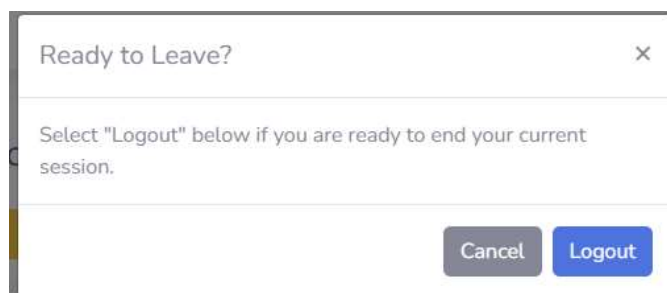 Ready to Leave?
×
Select "Logout" below if you are ready to end your current
session.
Cancel Logout